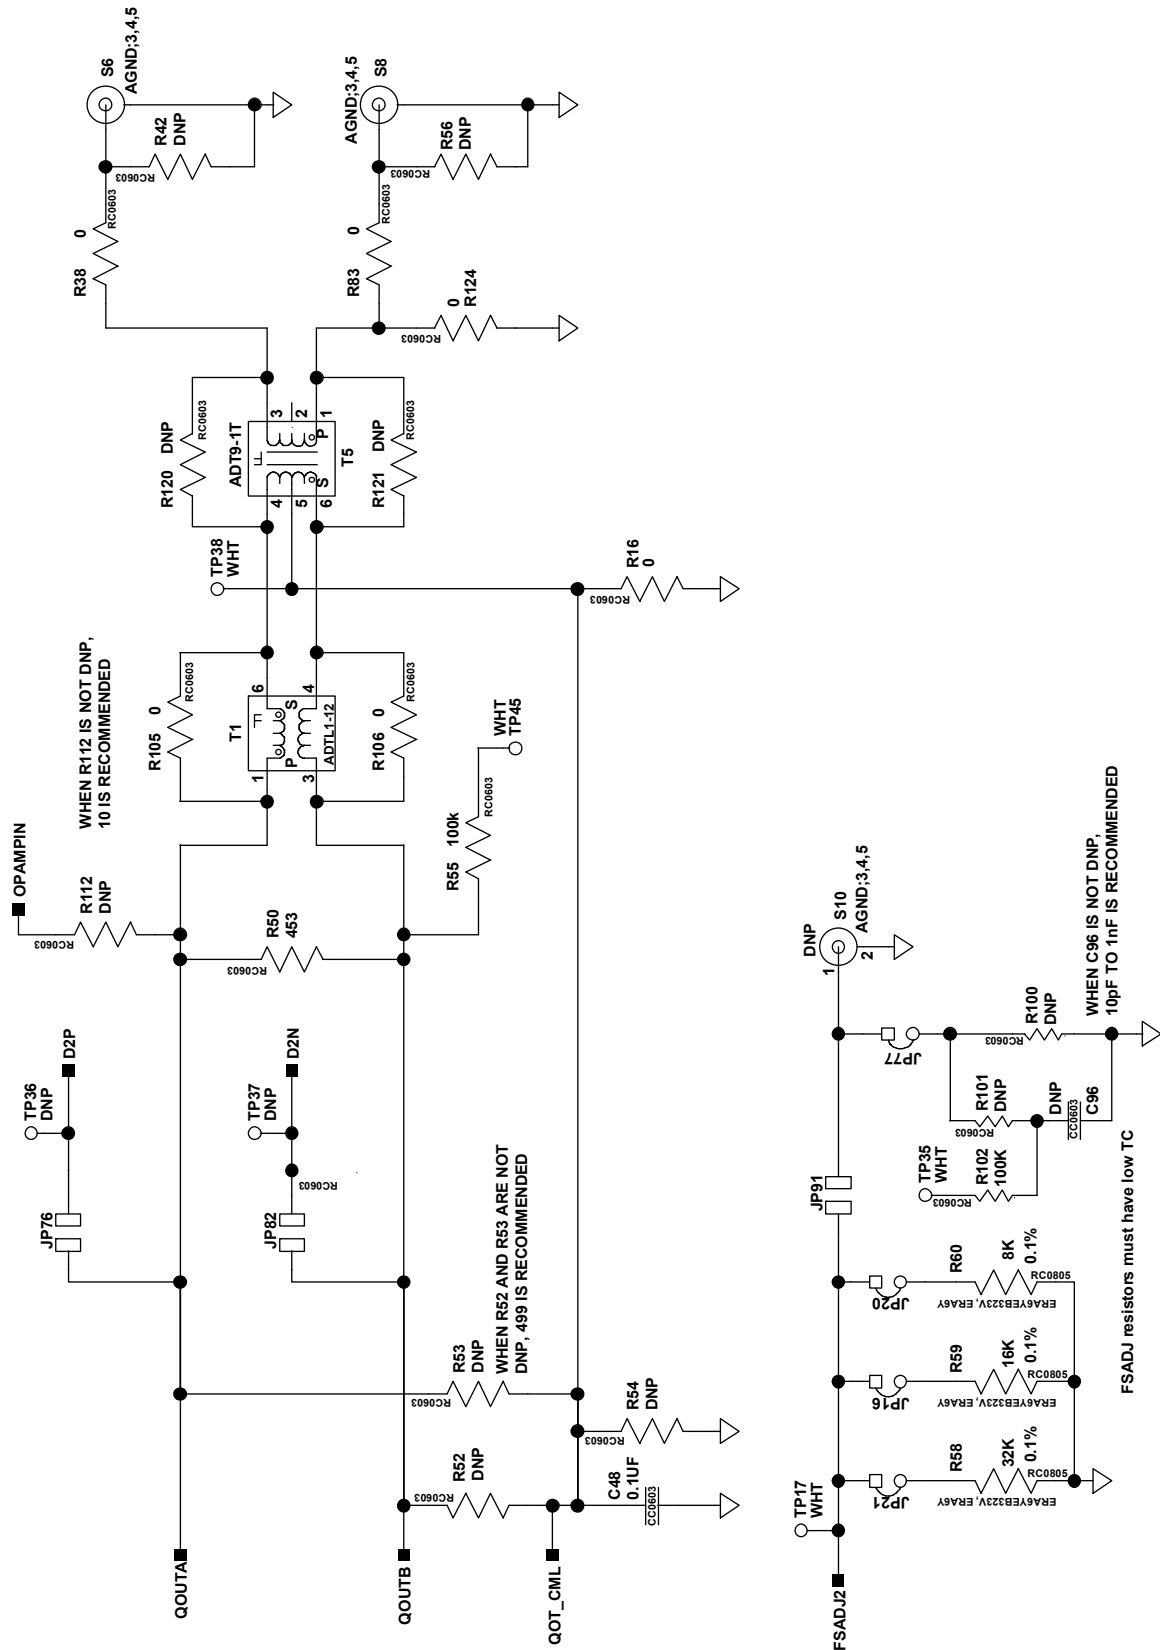 OPAMPIN
R112
DNP
RC0603
WHEN R112 IS NOT DNP,
10 IS RECOMMENDED
TP36
DNP
D2P
JP76
TP37
DNP
D2N
JP82
RC0603
QOUTA
QOUTB
QOT_CML
R50
453
RC0603
R53
DNP
WHEN R52 AND R53 ARE NOT
DNP, 499 IS RECOMMENDED
R52
DNP
RC0603
R54
DNP
RC0603
C48
0.1UF
CC0603
R55
100k
RC0603
WHT
TP45
R105
0
RC0603
T1
1
6
P
S
3
4
ADTL1-12
R106
0
RC0603
TP38
WHT
R16
0
RC0603
R120
DNP
RC0603
ADT9-1T
4
3
5
2
6
1
S
P
T5
R121
DNP
RC0603
R38
0
RC0603
S6
AGND;3,4,5
R42
DNP
RC0603
R83
0
RC0603
AGND;3,4,5
S8
R56
DNP
RC0603
0
R124
RC0603
FSADJ2
TP17
WHT
JP21
R58
32K
0.1%
RC0805
ERA6YEB323V, ERA6Y
JP16
R59
16K
0.1%
RC0805
ERA6YEB323V, ERA6Y
JP20
R60
8K
0.1%
RC0805
ERA6YEB323V, ERA6Y
JP91
JP77
DNP
S10
AGND;3,4,5
1
2
TP35
WHT
R102
100K
RC0603
R101
DNP
RC0603
R100
DNP
RC0603
DNP
C96
CC0603
WHEN C96 IS NOT DNP,
10pF TO 1nF IS RECOMMENDED
FSADJ resistors must have low TC